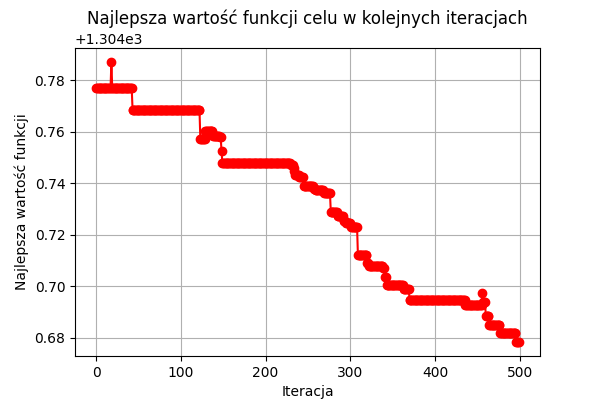 Najlepsza wartość funkcji celu w kolejnych iteracjach
+1.304e3
0.78
0.76
0.74
0.72
0.70
0.68
Najlepsza wartość funkcji
0 100 200 300 400 500
Iteracja